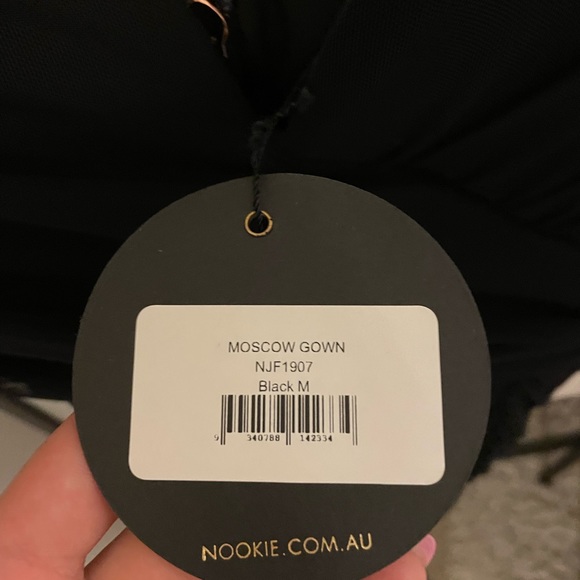 MOSCOW GOWN
NJF1907
Black M
9 340788 142334
NOOKIE.COM.AU